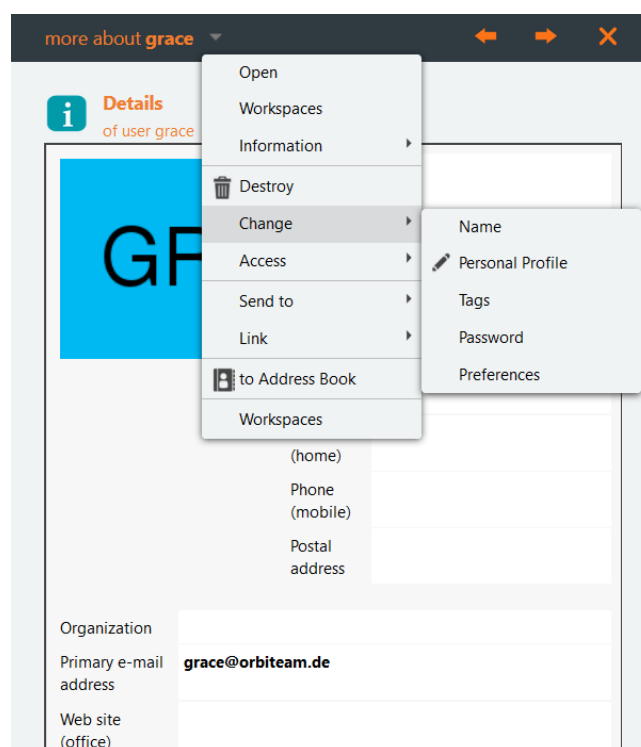 more about grace
Details
of user grace
GR
Open
Workspaces
Information
Destroy
Change
Access
Send to
Link
to Address Book
Workspaces
Name
Personal Profile
Tags
Password
Preferences
(home)
Phone
(mobile)
Postal
address
Organization
Primary e-mail
address
grace@orbiteam.de
Web site
(office)